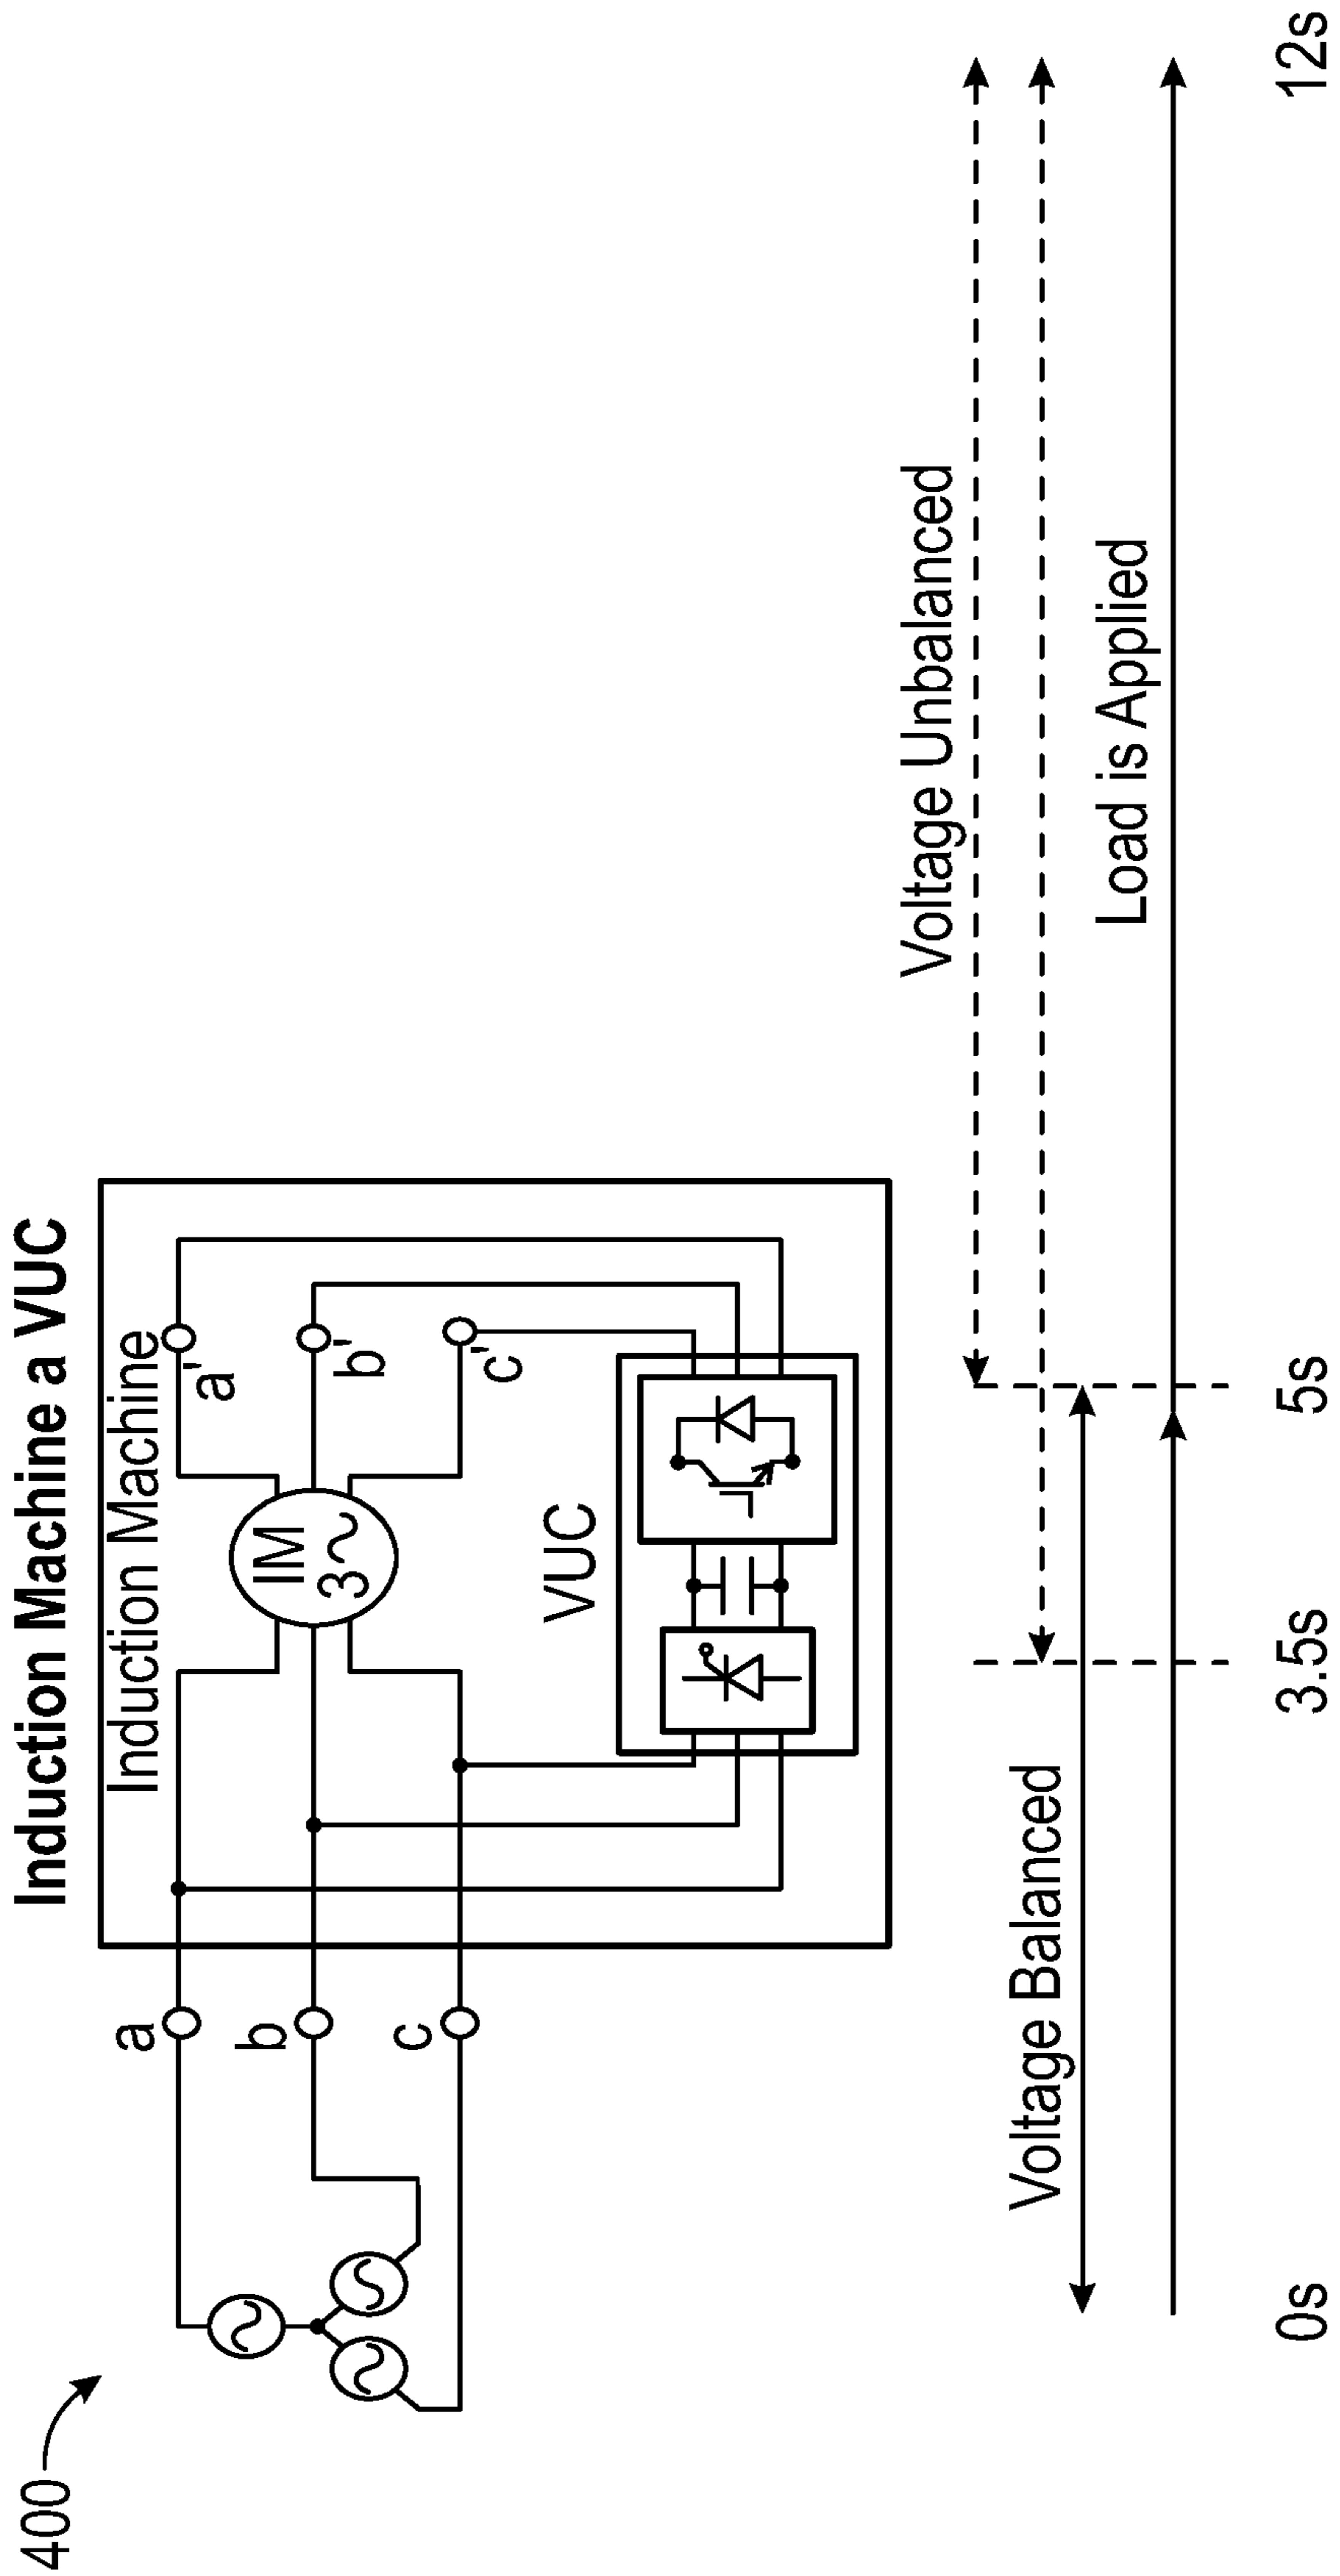 400
Induction Machine a VUC
Induction Machine
a
b
c
IM
3~
a'
b'
c'
VUC
Voltage Unbalanced
Voltage Balanced
Load is Applied
0s
3.5s
5s
12s